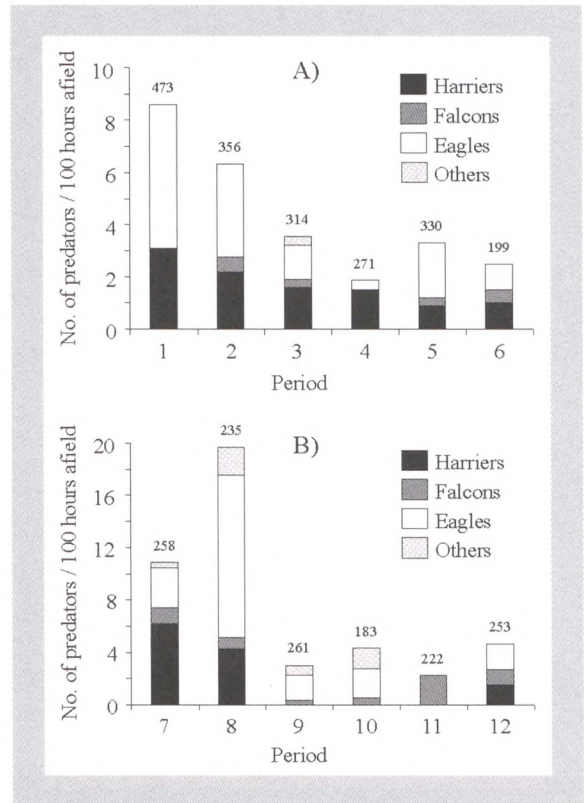 A)
No. of predators / 100 hours afield
10
8
6
4
2
0
473
356
314
271
330
199
Harriers
Falcons
Eagles
Others
1 2 3 4 5 6
Period
B)
No. of predators / 100 hours afield
20
16
12
8
4
0
258
235
261
183
222
253
Harriers
Falcons
Eagles
Others
7 8 9 10 11 12
Period